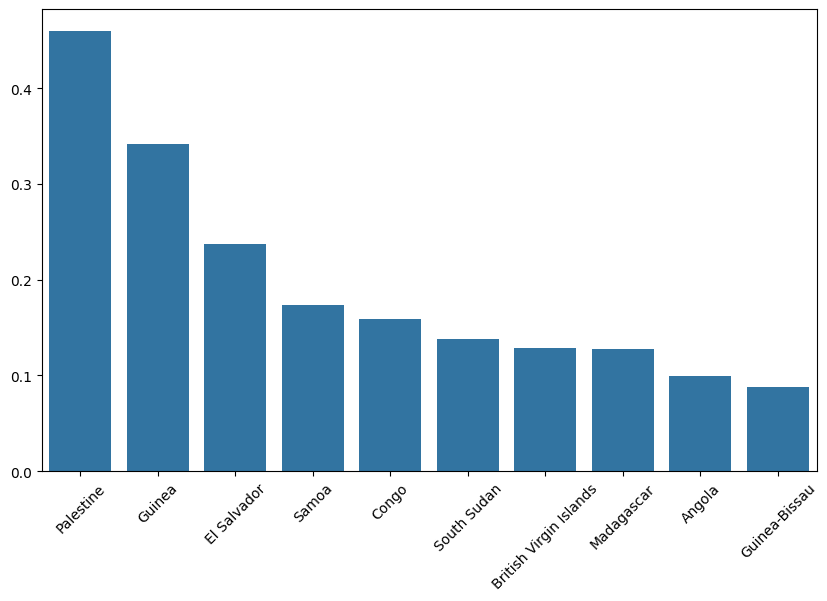 0.4
0.3
0.2
0.1
0.0
Palestine
Guinea
El Salvador
Samoa
Congo
South Sudan
British Virgin Islands
Madagascar
Angola
Guinea-Bissau